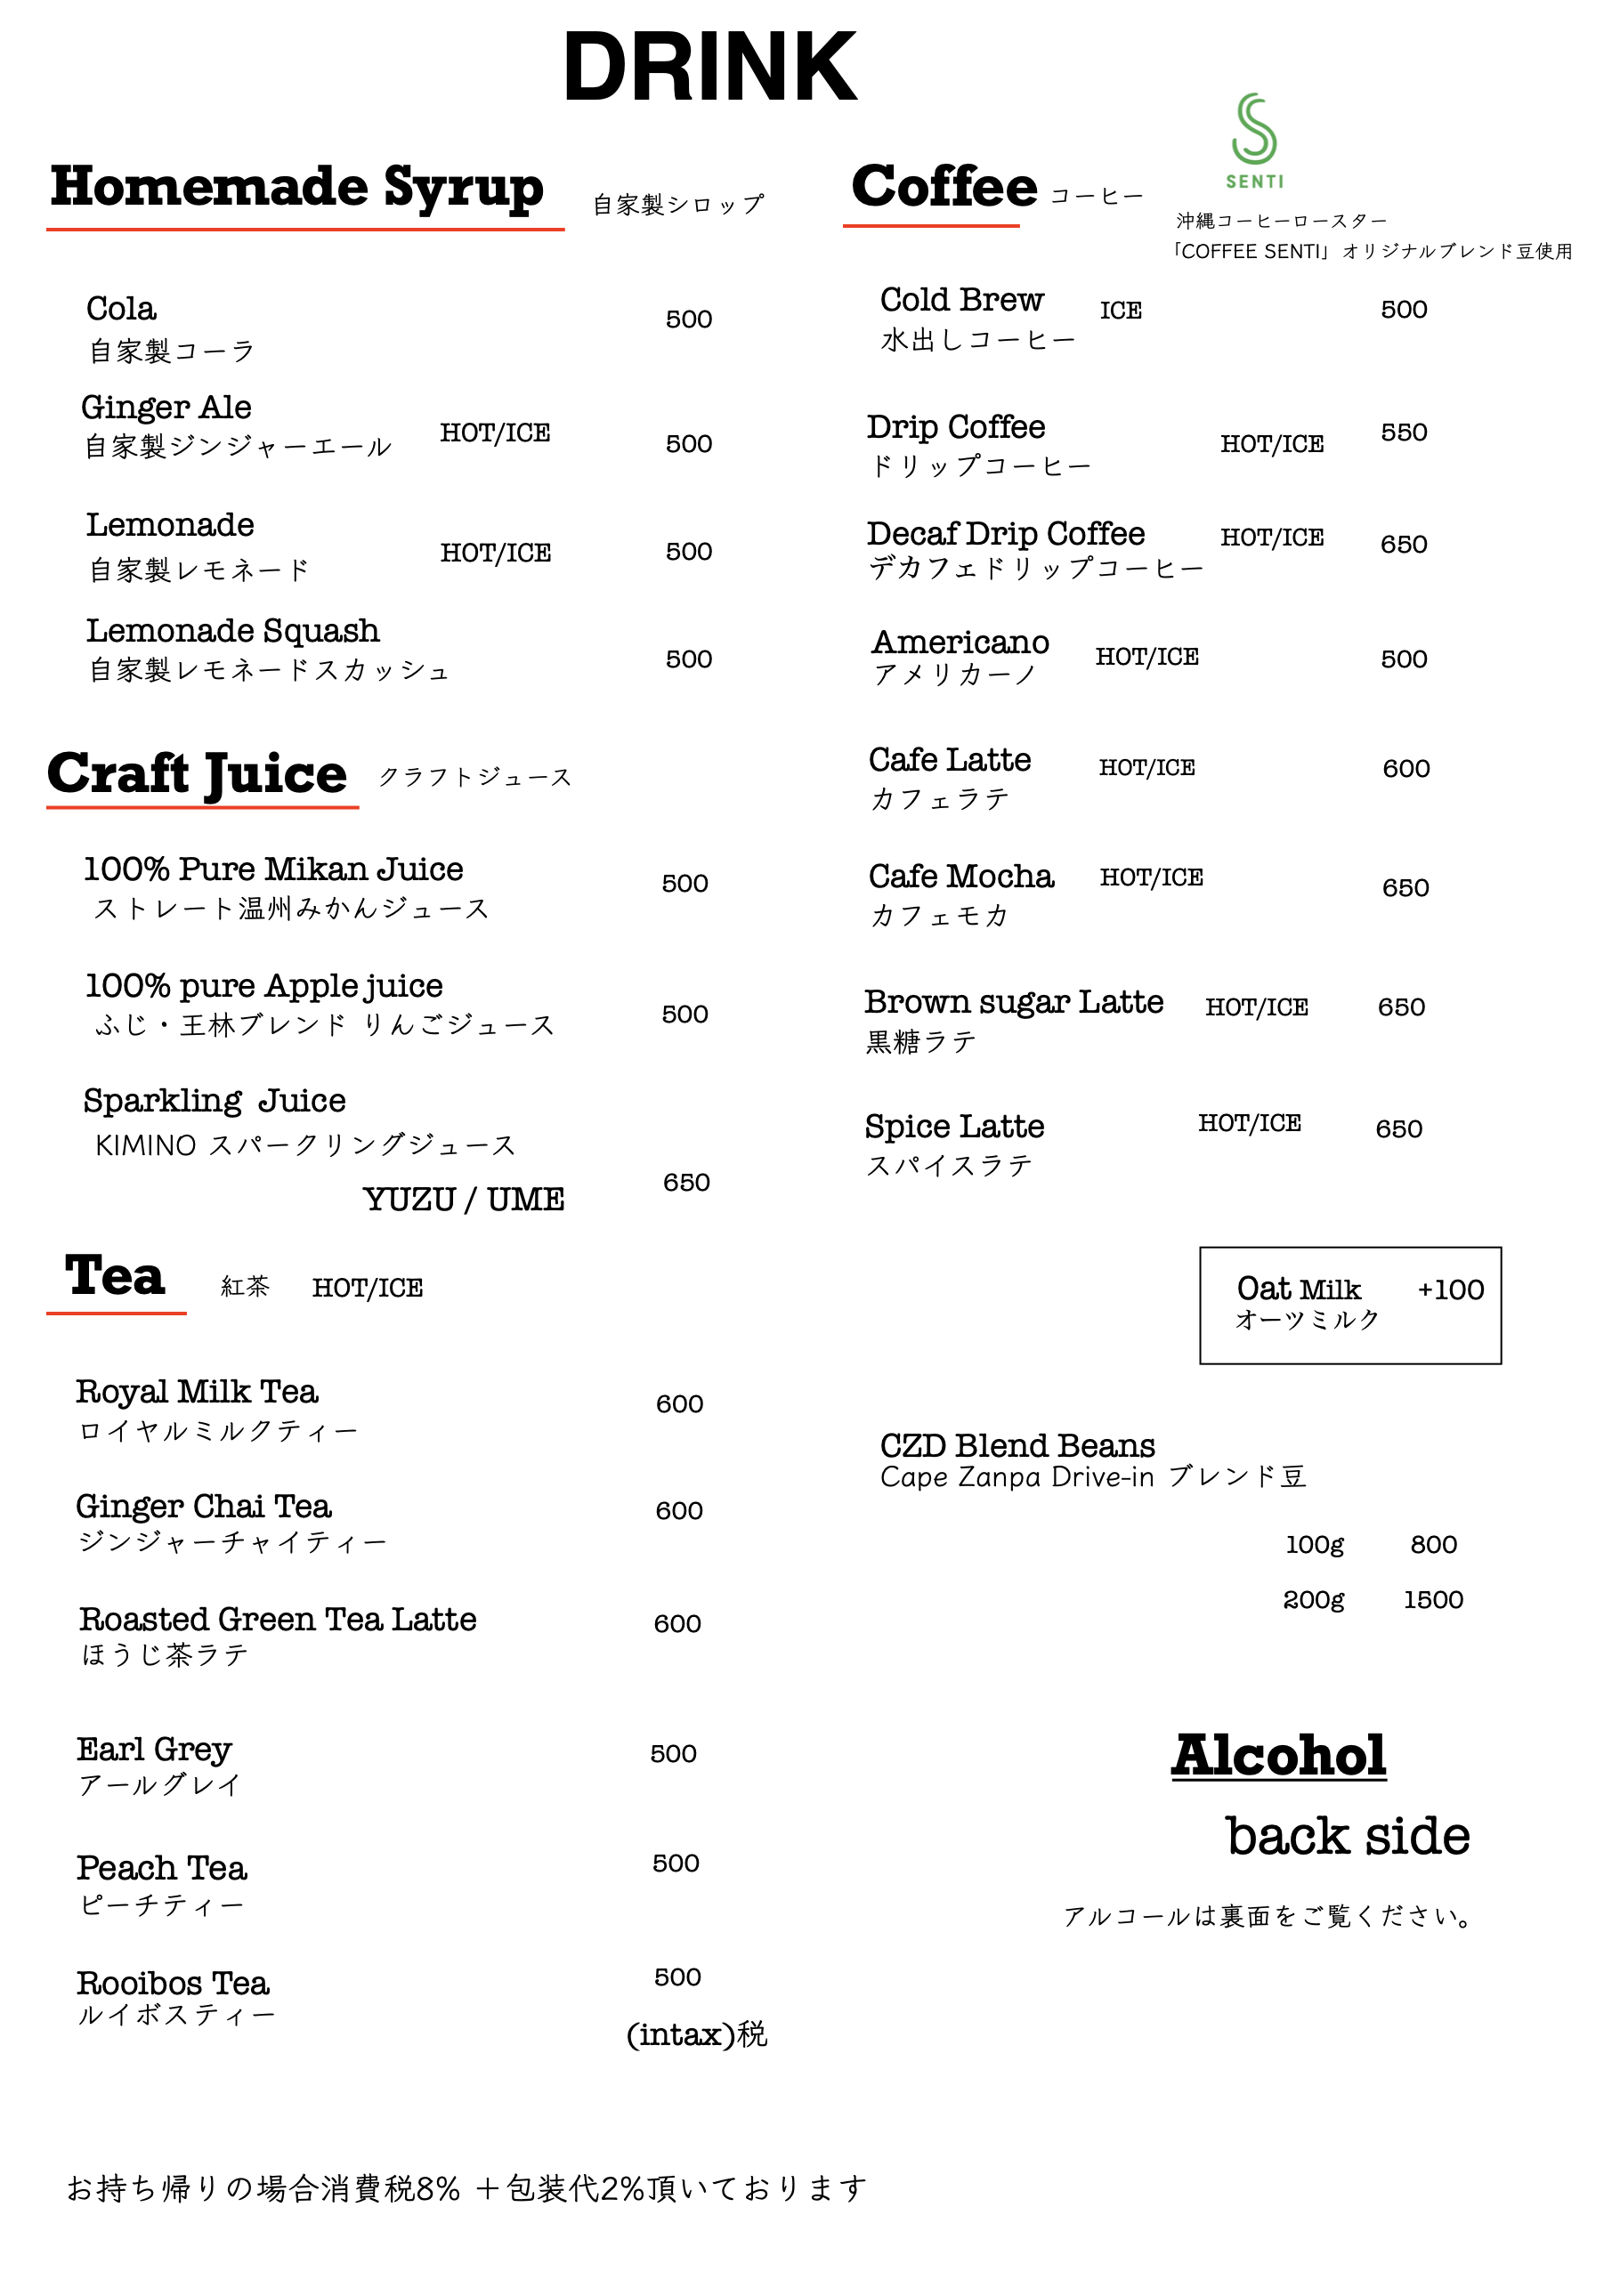 DRINK
Homemade Syrup 自家製シロップ
Cola 500
自家製コーラ
Ginger Ale
自家製ジンジャーエール HOT/ICE 500
Lemonade
自家製レモネード HOT/ICE 500
Lemonade Squash
自家製レモネードスカッシュ 500
Craft Juice クラフトジュース
100% Pure Mikan Juice 500
ストレート温州みかんジュース
100% pure Apple juice
ふじ・王林ブレンド りんごジュース 500
Sparkling Juice
KIMINO スパークリングジュース
YUZU / UME 650
Tea 紅茶 HOT/ICE
Royal Milk Tea 600
ロイヤルミルクティー
Ginger Chai Tea 600
ジンジャーチャイティー
Roasted Green Tea Latte 600
ほうじ茶ラテ
Earl Grey 500
アールグレイ
Peach Tea 500
ピーチティー
Rooibos Tea 500
ルイボスティー
(intax)税
Coffee コーヒー
SENTI
沖縄コーヒーロースター
「COFFEE SENTI」オリジナルブレンド豆使用
Cold Brew ICE 500
水出しコーヒー
Drip Coffee HOT/ICE 550
ドリップコーヒー
Decaf Drip Coffee HOT/ICE 650
デカフェドリップコーヒー
Americano HOT/ICE 500
アメリカーノ
Cafe Latte HOT/ICE 600
カフェラテ
Cafe Mocha HOT/ICE 650
カフェモカ
Brown sugar Latte HOT/ICE 650
黒糖ラテ
Spice Latte HOT/ICE 650
スパイスラテ
Oat Milk +100
オーツミルク
CZD Blend Beans
Cape Zanpa Drive-in ブレンド豆
100g 800
200g 1500
Alcohol
back side
アルコールは裏面をご覧ください。
お持ち帰りの場合消費税8% ＋包装代2%頂いております